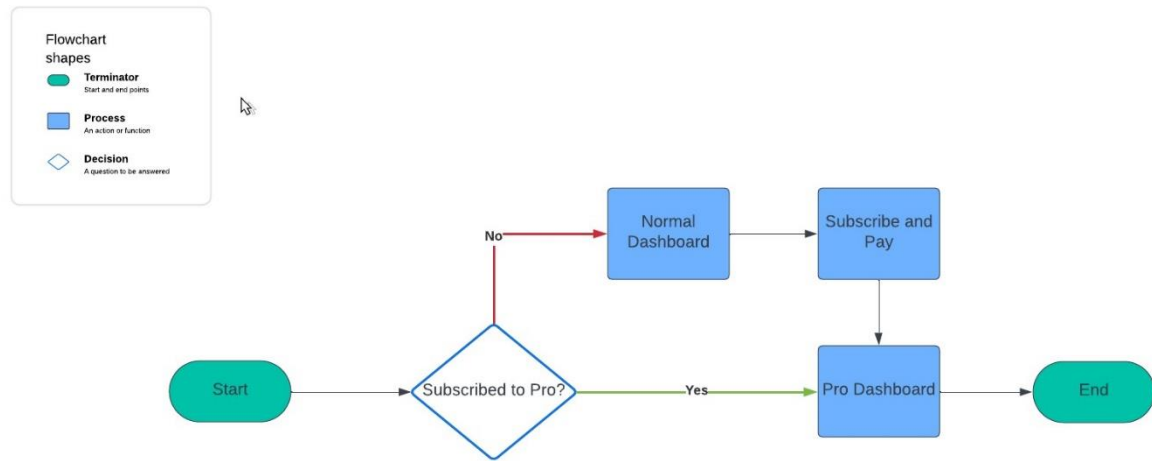 Flowchart
shapes
Terminator
Start and end points
Process
An action or function
Decision
A question to be answered
Normal
Dashboard
Subscribe and
Pay
No
Start
Subscribed to Pro?
Yes
Pro Dashboard
End